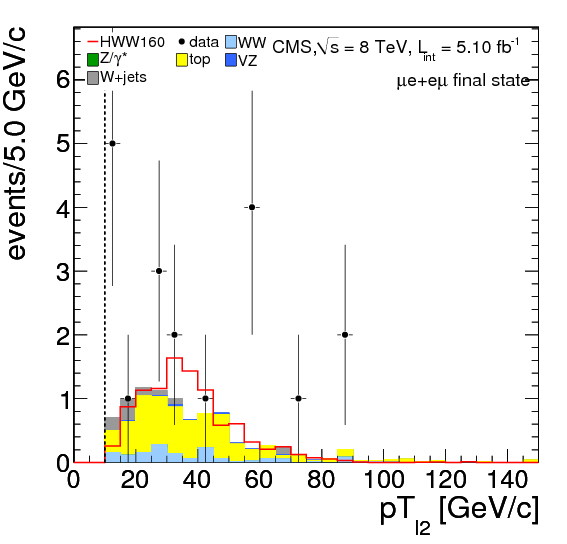 HWW160 data WW
Z/γ* top VZ
W+jets
CMS,√s = 8 TeV, L_int = 5.10 fb⁻¹
μe+eμ final state
events/5.0 GeV/c
6
5
4
3
2
1
0
0 20 40 60 80 100 120 140
pT_l2 [GeV/c]